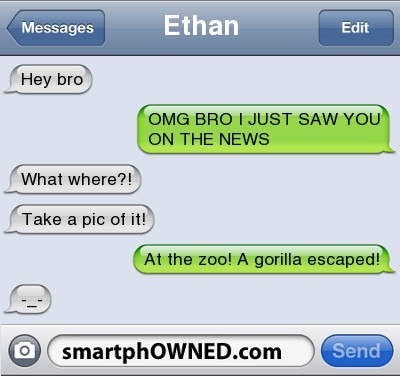 Messages
Ethan
Edit
Hey bro
OMG BRO I JUST SAW YOU
ON THE NEWS
What where?!
Take a pic of it!
At the zoo! A gorilla escaped!
-_-
smartphOWNED.com
Send